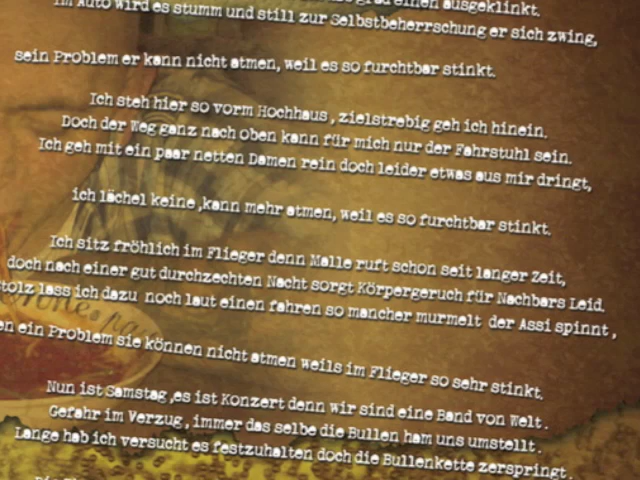 einen ausgeklinkt.
im Auto wird es stumm und still zur Selbstbeherrschung er sich zwing,
sein Problem er kann nicht atmen, weil es so furchtbar stinkt.
Ich steh hier so vorm Hochhaus, zielstrebig geh ich hinein.
Doch der Weg ganz nach oben kann für mich nur der Fahrstuhl sein.
Ich geh mit ein paar netten Damen rein doch leider etwas aus mir dringt,
ich lächel keine ,kann mehr atmen, weil es so furchtbar stinkt.
Ich sitz fröhlich im Flieger denn Malle ruft schon seit langer Zeit,
doch nach einer gut durchzechten Nacht sorgt Körpergeruch für Nachbars Leid.
stolz lass ich dazu noch laut einen fahren so mancher murmelt der Assi spinnt,
ein Problem sie können nicht atmen weils im Flieger so sehr stinkt.
Nun ist Samstag ,es ist Konzert denn wir sind eine Band von Welt.
Gefahr im Verzug, immer das selbe die Bullen ham uns umstellt.
Lange hab ich versucht es festzuhalten doch die Bullenkette zerspringt.